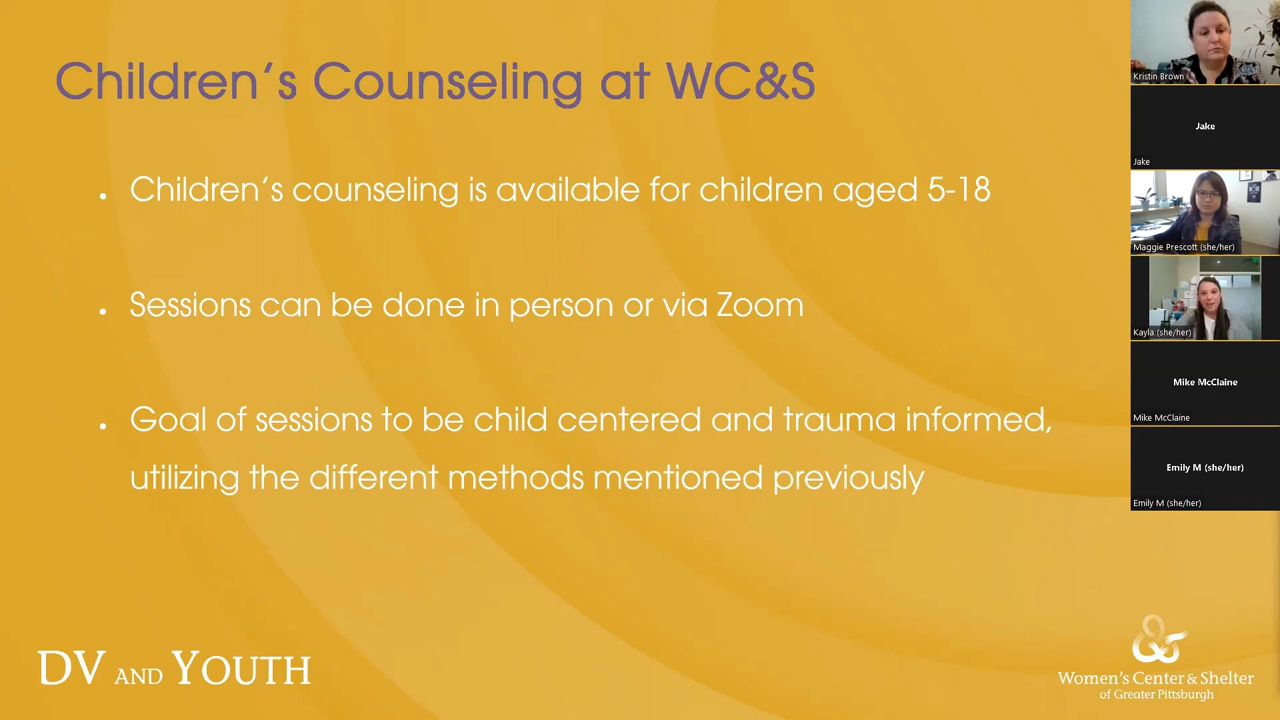 Children's Counseling at WC&S
• Children's counseling is available for children aged 5-18
• Sessions can be done in person or via Zoom
• Goal of sessions to be child centered and trauma informed,
utilizing the different methods mentioned previously
DV AND YOUTH
Women's Center & Shelter
of Greater Pittsburgh
Kristin Brown
Jake
Jake
Maggie Prescott (she/her)
Kayla (she/her)
Mike McClaine
Mike McClaine
Emily M (she/her)
Emily M (she/her)